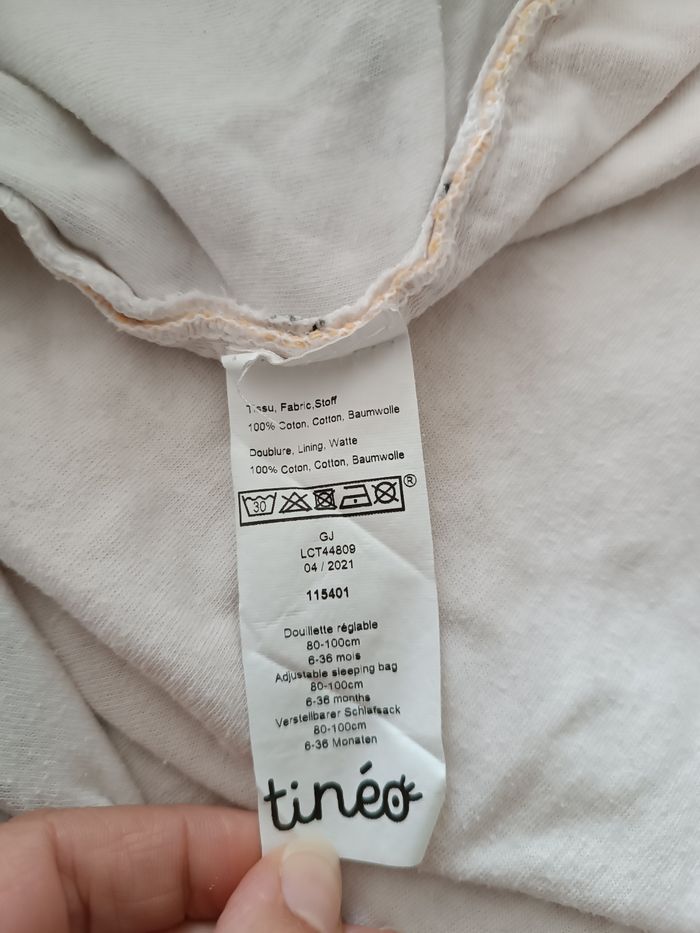 Tissu, Fabric,Stoff
100% Coton, Cotton, Baumwolle
Doublure, Lining, Watte
100% Coton, Cotton, Baumwolle
30 ®
GJ
LCT44809
04 / 2021
115401
Douillette réglable
80-100cm
6-36 mois
Adjustable sleeping bag
80-100cm
6-36 months
Verstellbarer Schlafsack
80-100cm
6-36 Monaten
tinéo